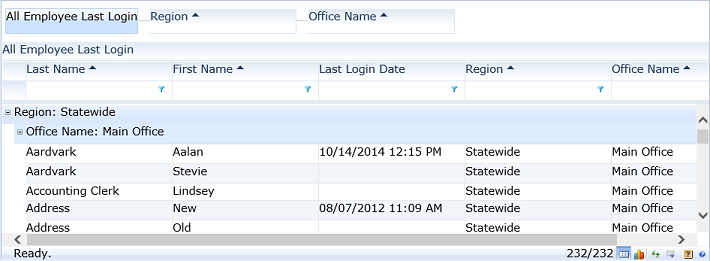 All Employee Last Login Region Office Name
All Employee Last Login
Last Name First Name Last Login Date Region Office Name
Region: Statewide
Office Name: Main Office
Aardvark Aalan 10/14/2014 12:15 PM Statewide Main Office
Aardvark Stevie Statewide Main Office
Accounting Clerk Lindsey Statewide Main Office
Address New 08/07/2012 11:09 AM Statewide Main Office
Address Old Statewide Main Office
Ready. 232/232